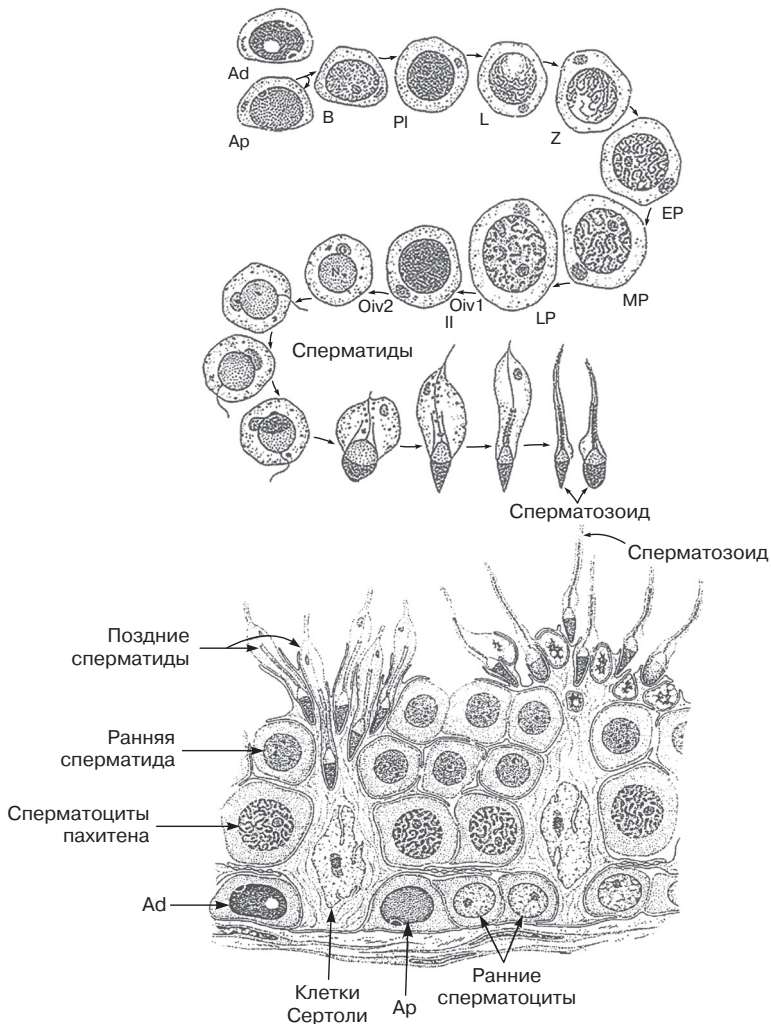 Ad
Ap
B
Pl
L
Z
EP
MP
LP
Oiv1
II
Oiv2
Сперматиды
Сперматозоид
Сперматозоид
Поздние
сперматиды
Ранняя
сперматида
Сперматоциты
пахитена
Ad
Клетки
Сертоли
Ap
Ранние
сперматоциты